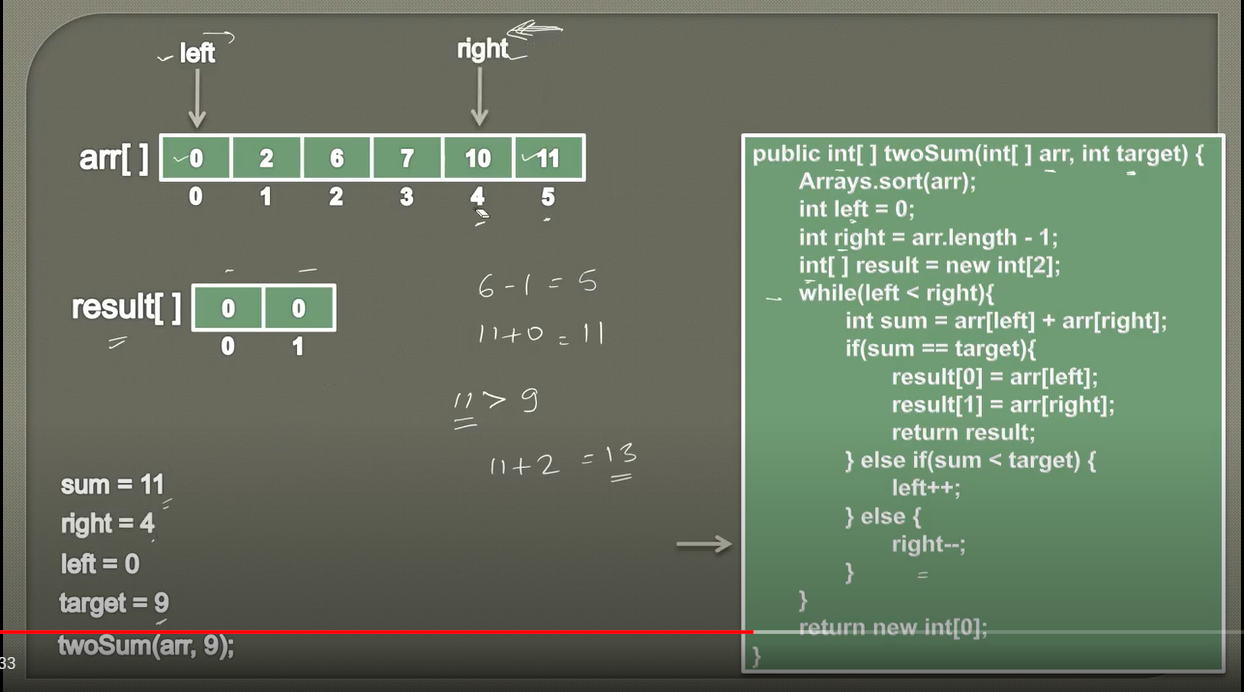 left right
arr[ ] 0 2 6 7 10 11
0 1 2 3 4 5
result[ ] 0 0
0 1
6 - 1 = 5
11+0 = 11
11 > 9
11+2 = 13
sum = 11
right = 4
left = 0
target = 9
twoSum(arr, 9);
33
public int[ ] twoSum(int[ ] arr, int target) {
Arrays.sort(arr);
int left = 0;
int right = arr.length - 1;
int[ ] result = new int[2];
while(left < right){
int sum = arr[left] + arr[right];
if(sum == target){
result[0] = arr[left];
result[1] = arr[right];
return result;
} else if(sum < target) {
left++;
} else {
right--;
}
}
return new int[0];
}